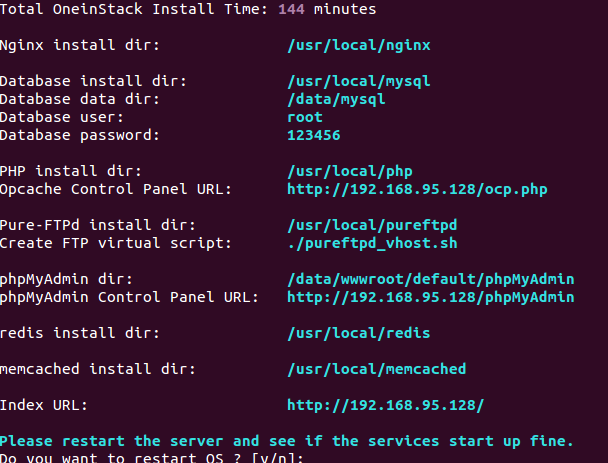 Total OneinStack Install Time: 144 minutes
Nginx install dir: /usr/local/nginx
Database install dir: /usr/local/mysql
Database data dir: /data/mysql
Database user: root
Database password: 123456
PHP install dir: /usr/local/php
Opcache Control Panel URL: http://192.168.95.128/ocp.php
Pure-FTPd install dir: /usr/local/pureftpd
Create FTP virtual script: ./pureftpd_vhost.sh
phpMyAdmin dir: /data/wwwroot/default/phpMyAdmin
phpMyAdmin Control Panel URL: http://192.168.95.128/phpMyAdmin
redis install dir: /usr/local/redis
memcached install dir: /usr/local/memcached
Index URL: http://192.168.95.128/
Please restart the server and see if the services start up fine.
Do you want to restart OS ? [y/n]: